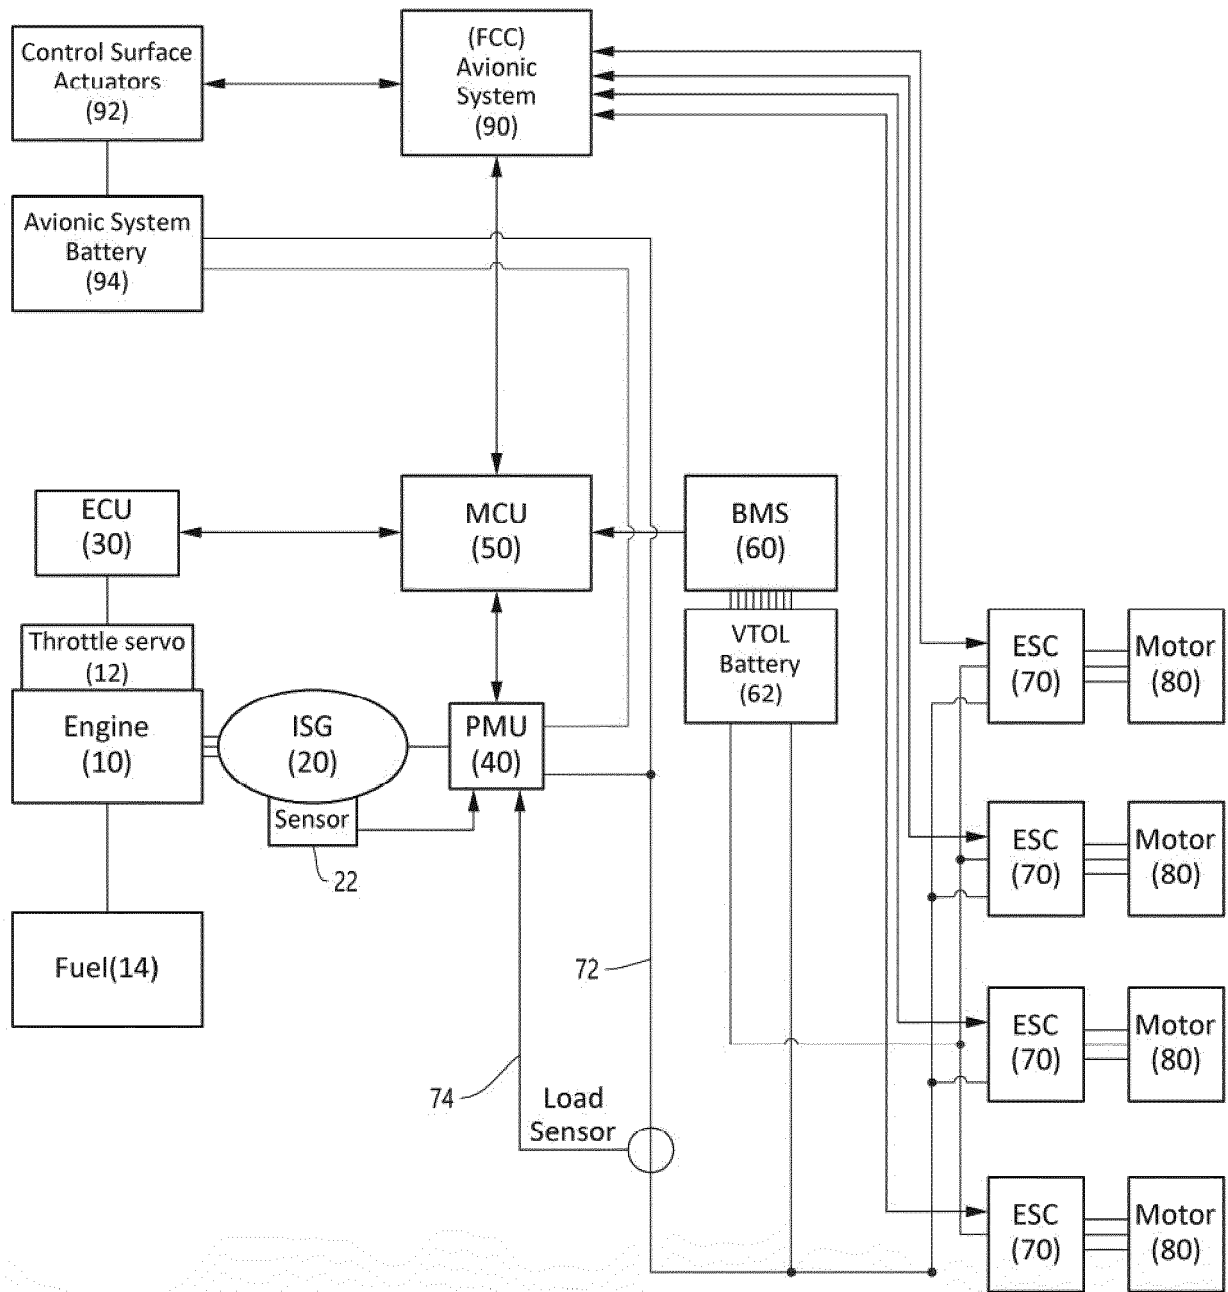 Control Surface
Actuators
(92)
(FCC)
Avionic
System
(90)
Avionic System
Battery
(94)
ECU
(30)
MCU
(50)
BMS
(60)
Throttle servo
(12)
VTOL
Battery
(62)
Engine
(10)
ISG
(20)
PMU
(40)
Sensor
22
Fuel(14)
72
74
Load
Sensor
ESC
(70)
Motor
(80)
ESC
(70)
Motor
(80)
ESC
(70)
Motor
(80)
ESC
(70)
Motor
(80)